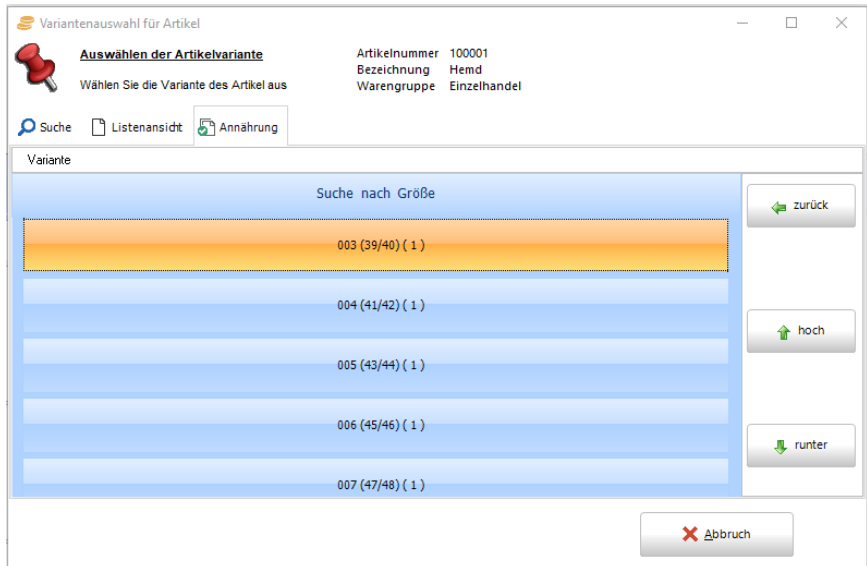 Variantenauswahl für Artikel
Auswählen der Artikelvariante
Wählen Sie die Variante des Artikel aus
Artikelnummer 100001
Bezeichnung Hemd
Warengruppe Einzelhandel
Suche Listenansicht Annährung
Variante
Suche nach Größe
003 (39/40) ( 1 )
004 (41/42) ( 1 )
005 (43/44) ( 1 )
006 (45/46) ( 1 )
007 (47/48) ( 1 )
zurück
hoch
runter
Abbruch